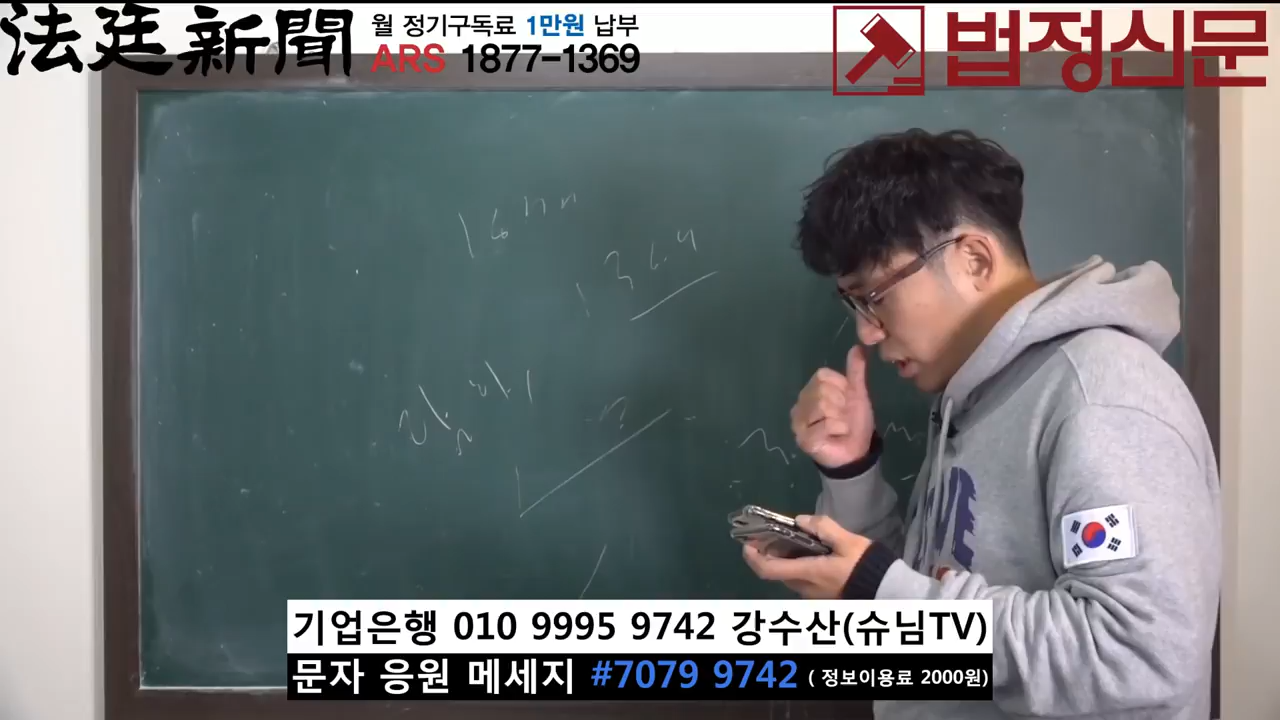 法廷新聞
월 정기구독료 1만원 납부
ARS 1877-1369
법정신문
기업은행 010 9995 9742 강수산(슈님TV)
문자 응원 메세지 #7079 9742 ( 정보이용료 2000원)